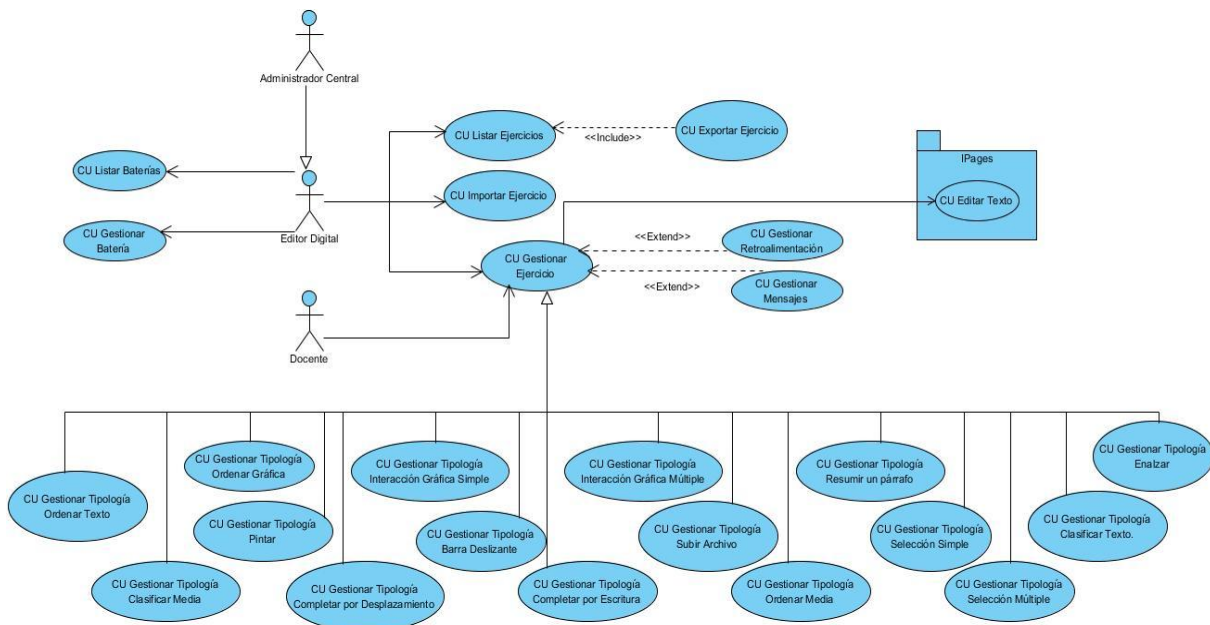 Administrador Central
CU Listar Ejercicios
<<Include>>
CU Exportar Ejercicio
IPages
CU Listar Baterías
CU Importar Ejercicio
CU Editar Texto
CU Gestionar
Batería
Editor Digital
<<Extend>>
CU Gestionar
Retroalimentación
CU Gestionar
Ejercicio
<<Extend>>
CU Gestionar
Mensajes
Docente
CU Gestionar Tipología
Ordenar Texto
CU Gestionar Tipología
Ordenar Gráfica
CU Gestionar Tipología
Interacción Gráfica Simple
CU Gestionar Tipología
Interacción Gráfica Múltiple
CU Gestionar Tipología
Resumir un párrafo
CU Gestionar Tipología
Enalzar
CU Gestionar Tipología
Pintar
CU Gestionar Tipología
Barra Deslizante
CU Gestionar Tipología
Subir Archivo
CU Gestionar Tipología
Selección Simple
CU Gestionar Tipología
Clasificar Texto.
CU Gestionar Tipología
Clasificar Media
CU Gestionar Tipología
Completar por Desplazamiento
CU Gestionar Tipología
Completar por Escritura
CU Gestionar Tipología
Ordenar Media
CU Gestionar Tipología
Selección Múltiple